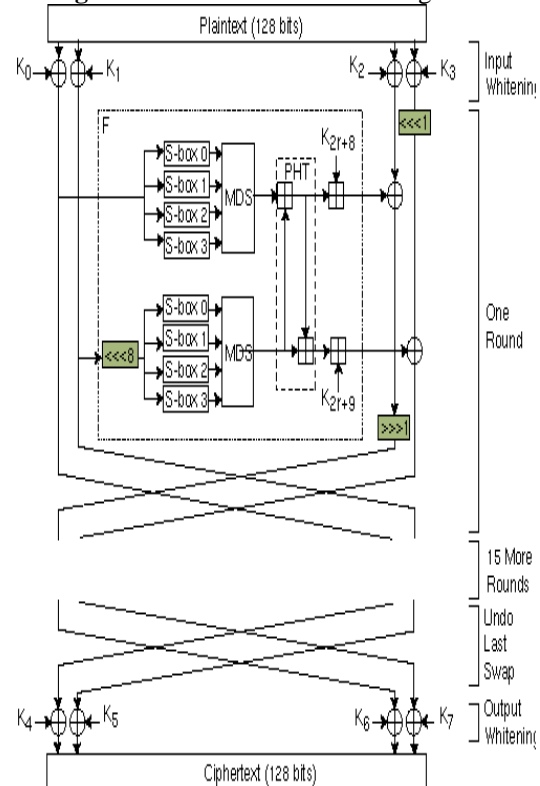 Plaintext (128 bits)
K0
K1
K2
K3
Input
Whitening
<<<1
F
K2r+8
PHT
S-box 0
S-box 1
S-box 2
S-box 3
MDS
One
Round
S-box 0
S-box 1
S-box 2
S-box 3
<<<8
MDS
K2r+9
>>>1
15 More
Rounds
Undo
Last
Swap
K4
K5
K6
K7
Output
Whitening
Ciphertext (128 bits)